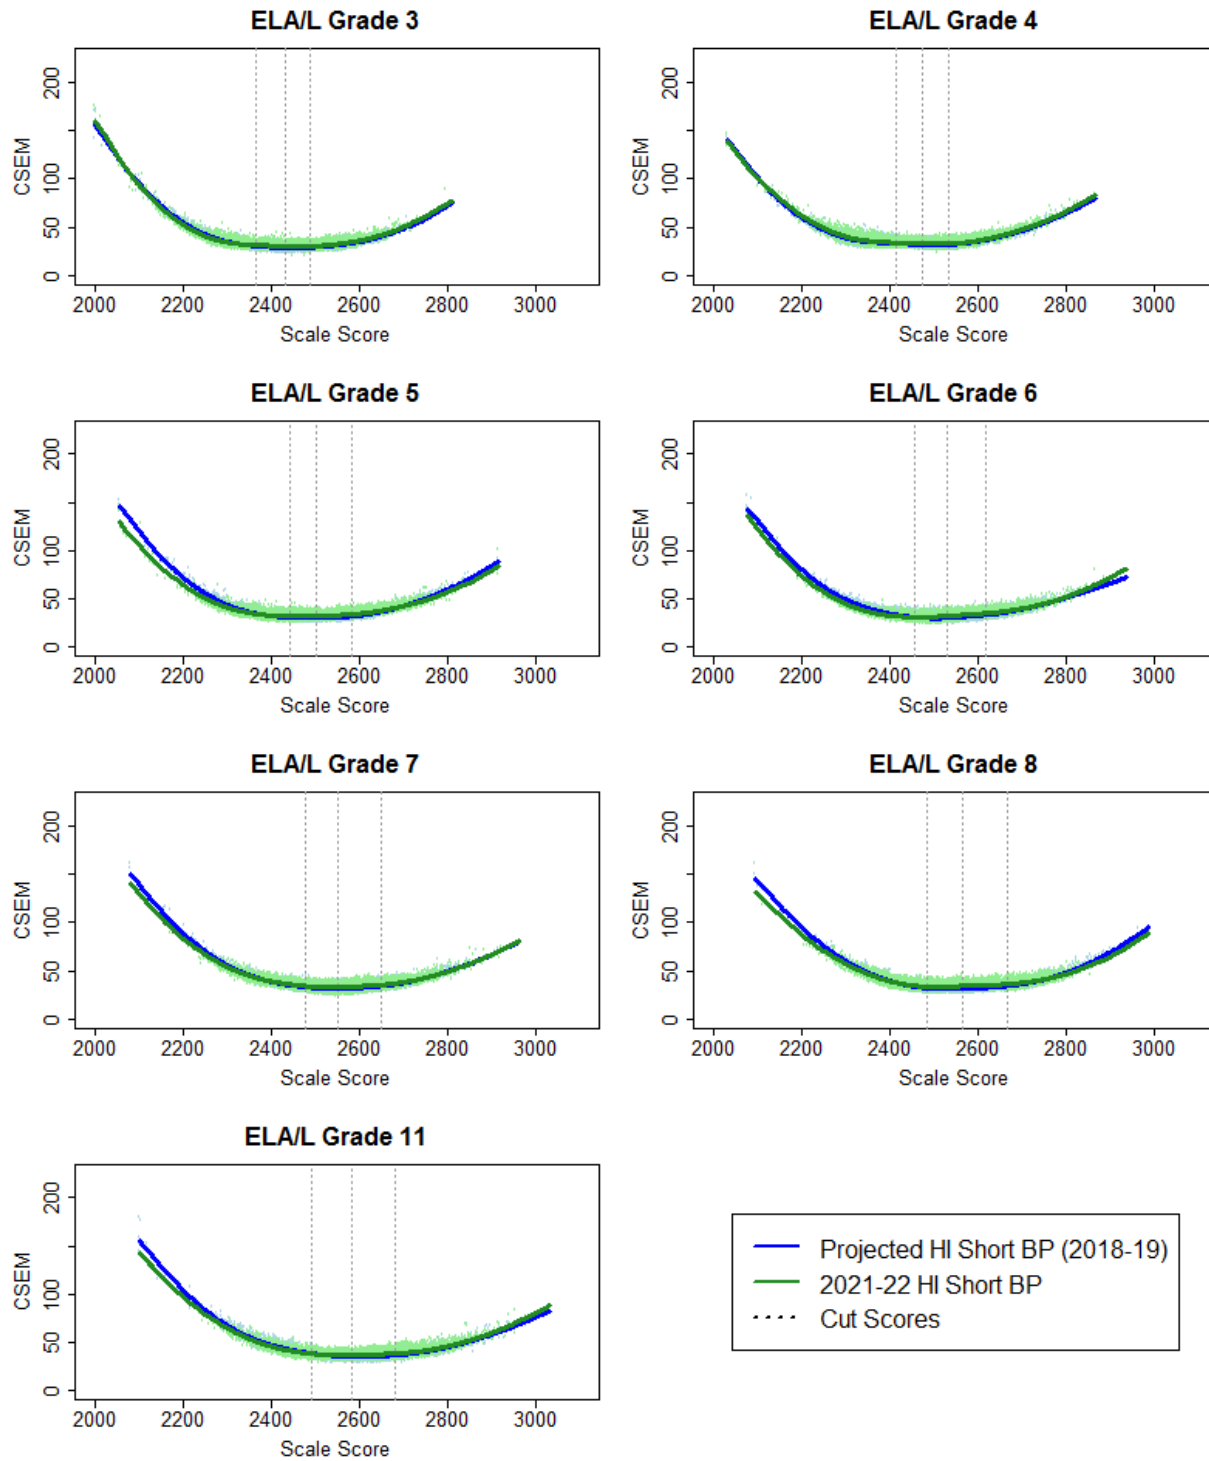 ELA/L Grade 3
ELA/L Grade 4
CSEM
0 50 100 200
2000 2200 2400 2600 2800 3000
Scale Score
CSEM
0 50 100 200
2000 2200 2400 2600 2800 3000
Scale Score
ELA/L Grade 5
ELA/L Grade 6
CSEM
0 50 100 200
2000 2200 2400 2600 2800 3000
Scale Score
CSEM
0 50 100 200
2000 2200 2400 2600 2800 3000
Scale Score
ELA/L Grade 7
ELA/L Grade 8
CSEM
0 50 100 200
2000 2200 2400 2600 2800 3000
Scale Score
CSEM
0 50 100 200
2000 2200 2400 2600 2800 3000
Scale Score
ELA/L Grade 11
CSEM
0 50 100 200
2000 2200 2400 2600 2800 3000
Scale Score
Projected HI Short BP (2018-19)
2021-22 HI Short BP
Cut Scores